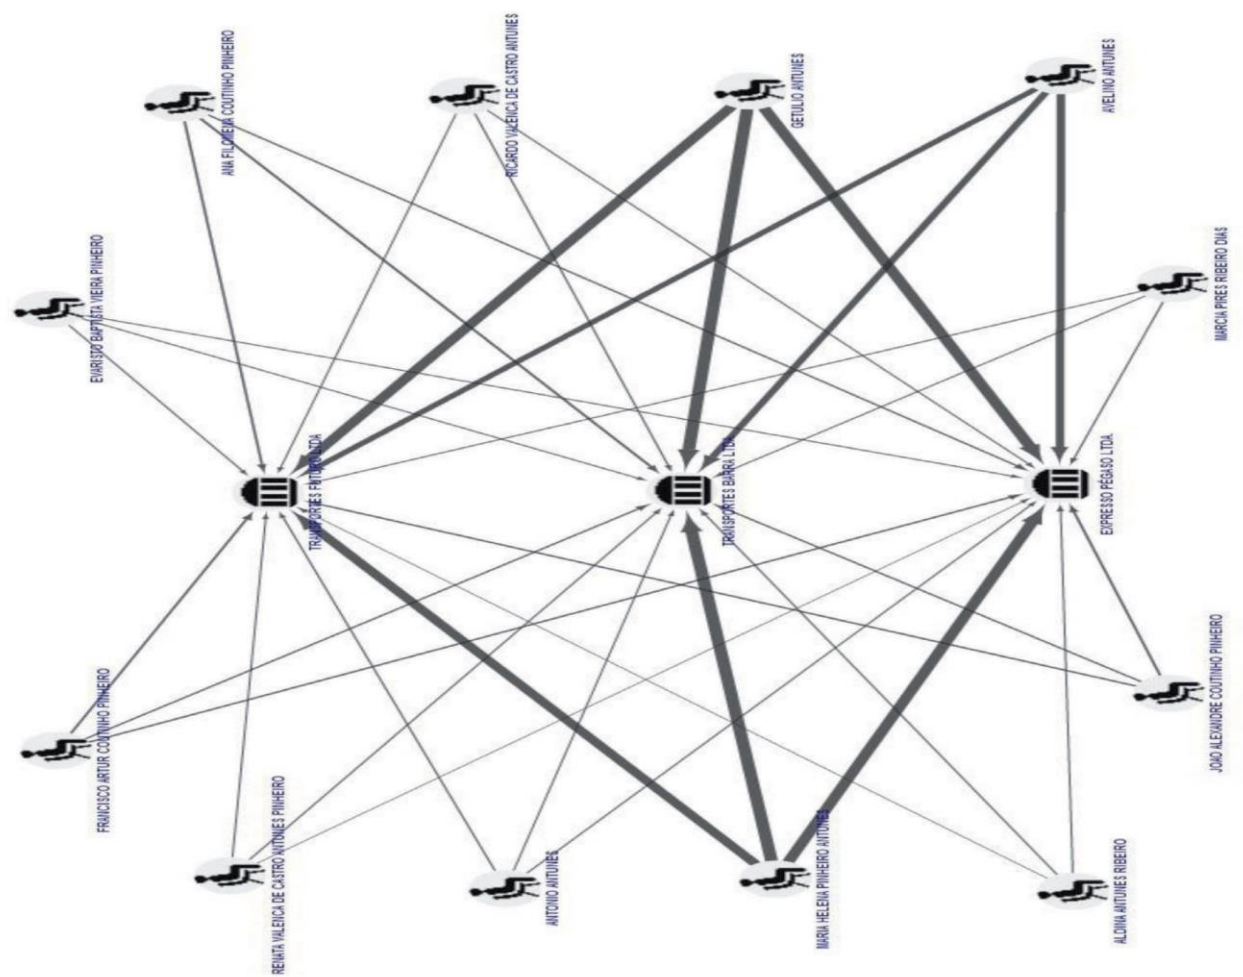 ANA FILOMENA COUTINHO PINHEIRO
RICARDO VALENCA DE CASTRO ANTUNES
GETULIO ANTUNES
AVELINO ANTUNES
EVARISTO BAPTISTA VIEIRA PINHEIRO
MARCIA PIRES RIBEIRO DIAS
TRANSPORTES FUTURO LTDA
TRANSPORTES BARRA LTDA
EXPRESSO PÉGASO LTDA
FRANCISCO ARTUR COUTINHO PINHEIRO
JOAO ALEXANDRE COUTINHO PINHEIRO
RENATA VALENCA DE CASTRO ANTUNES PINHEIRO
ANTONIO ANTUNES
MARIA HELENA PINHEIRO ANTUNES
ALDINA ANTUNES RIBEIRO